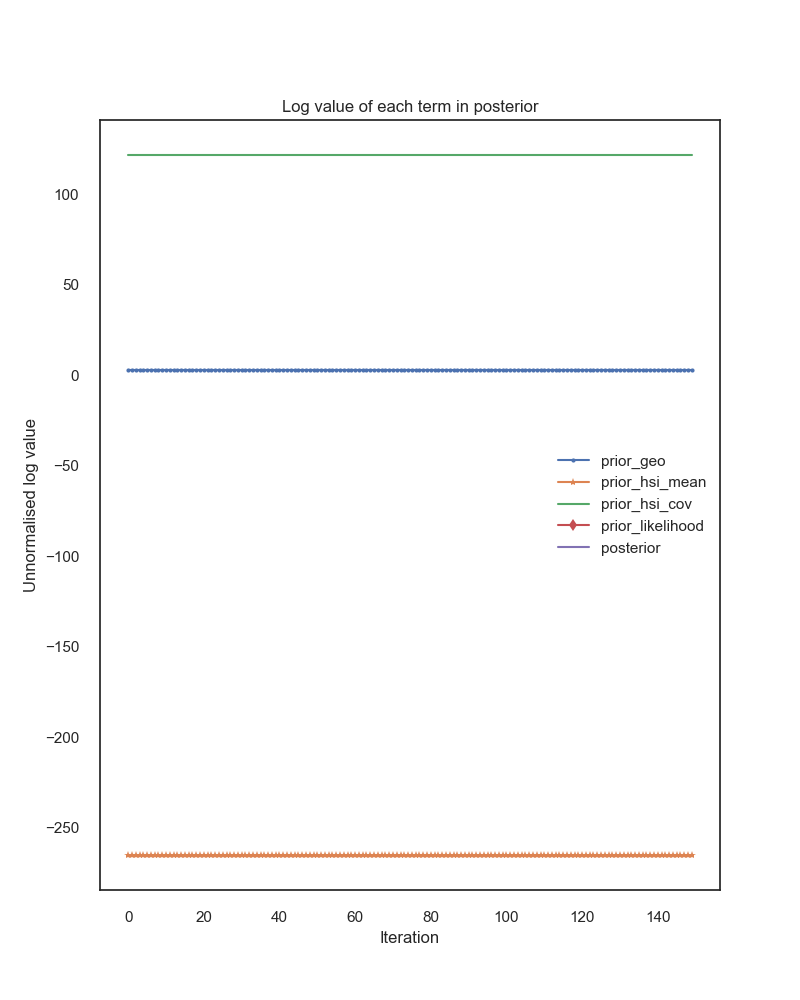 Log value of each term in posterior
100
50
0
−50
−100
−150
−200
−250
Unnormalised log value
prior_geo
prior_hsi_mean
prior_hsi_cov
prior_likelihood
posterior
0 20 40 60 80 100 120 140
Iteration